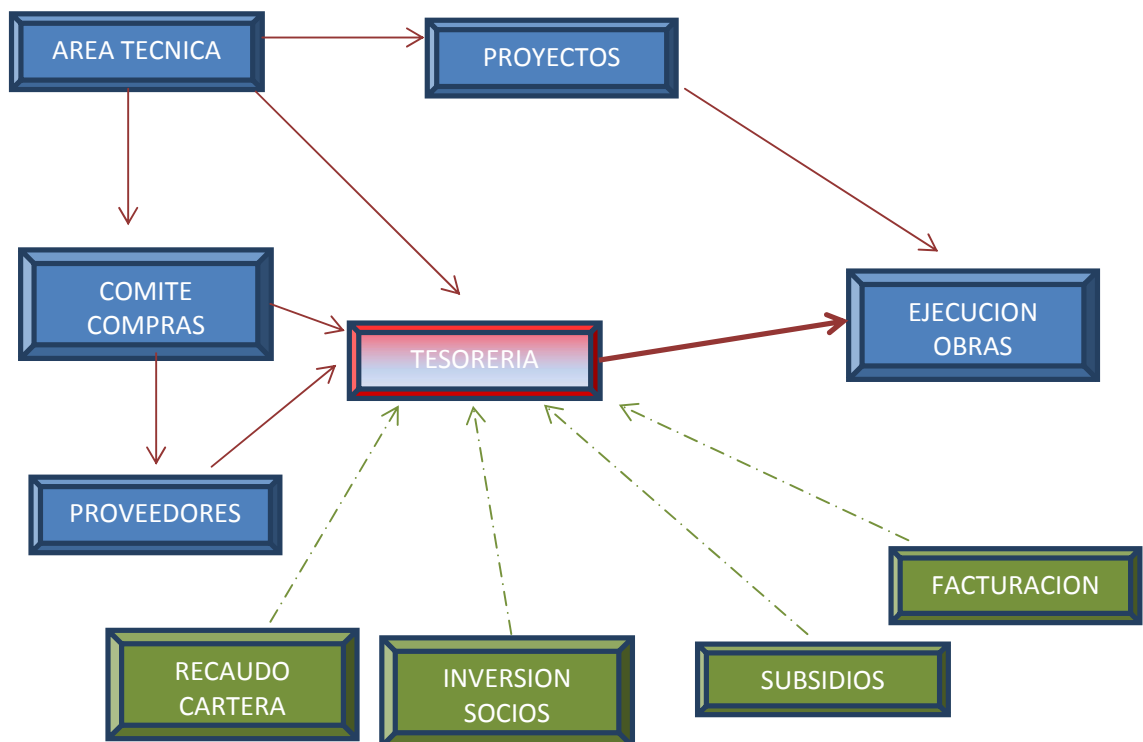 AREA TECNICA
PROYECTOS
COMITE
COMPRAS
EJECUCION
OBRAS
TESORERIA
PROVEEDORES
FACTURACION
RECAUDO
CARTERA
INVERSION
SOCIOS
SUBSIDIOS